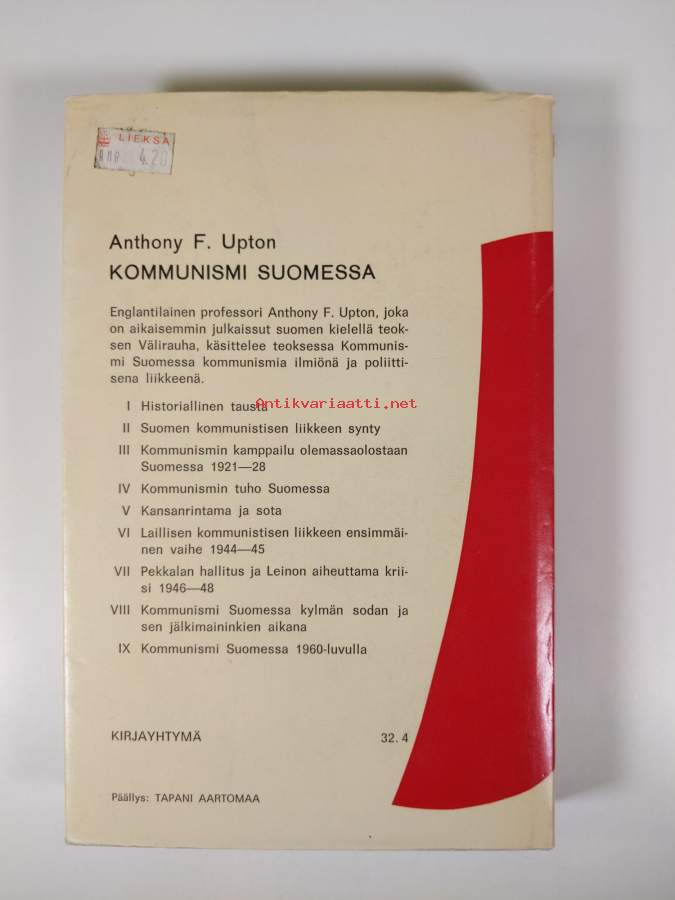 LIEKSA
4.20
Anthony F. Upton
KOMMUNISMI SUOMESSA
Englantilainen professori Anthony F. Upton, joka
on aikaisemmin julkaissut suomen kielellä teok-
sen Välirauha, käsittelee teoksessa Kommunis-
mi Suomessa kommunismia ilmiönä ja poliitti-
sena liikkeenä.
Antikvariaatti.net
I Historiallinen tausta
II Suomen kommunistisen liikkeen synty
III Kommunismin kamppailu olemassaolostaan
Suomessa 1921—28
IV Kommunismin tuho Suomessa
V Kansanrintama ja sota
VI Laillisen kommunistisen liikkeen ensimmäi-
nen vaihe 1944—45
VII Pekkalan hallitus ja Leinon aiheuttama krii-
si 1946—48
VIII Kommunismi Suomessa kylmän sodan ja
sen jälkimaininkien aikana
IX Kommunismi Suomessa 1960-luvulla
KIRJAYHTYMÄ 32.4
Päällys: TAPANI AARTOMAA